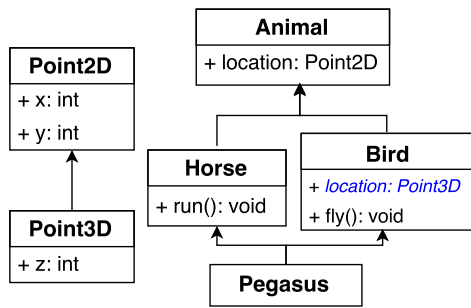 Animal
+ location: Point2D
Point2D
+ x: int
+ y: int
Horse
+ run(): void
Bird
+ location: Point3D
+ fly(): void
Point3D
+ z: int
Pegasus